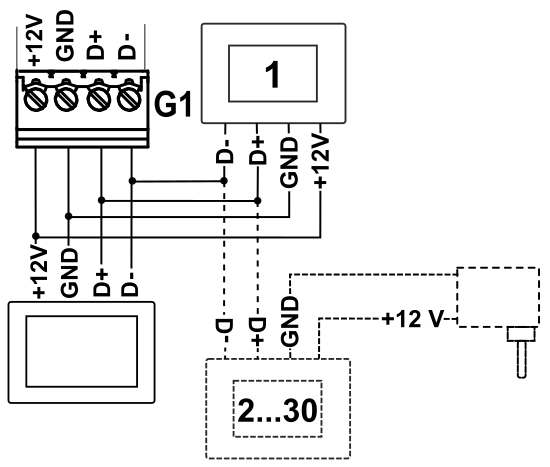 +12V
GND
D+
D-
G1
1
D-
D+
GND
+12V
+12V
GND
D+
D-
D-
D+
GND
+12 V
2...30